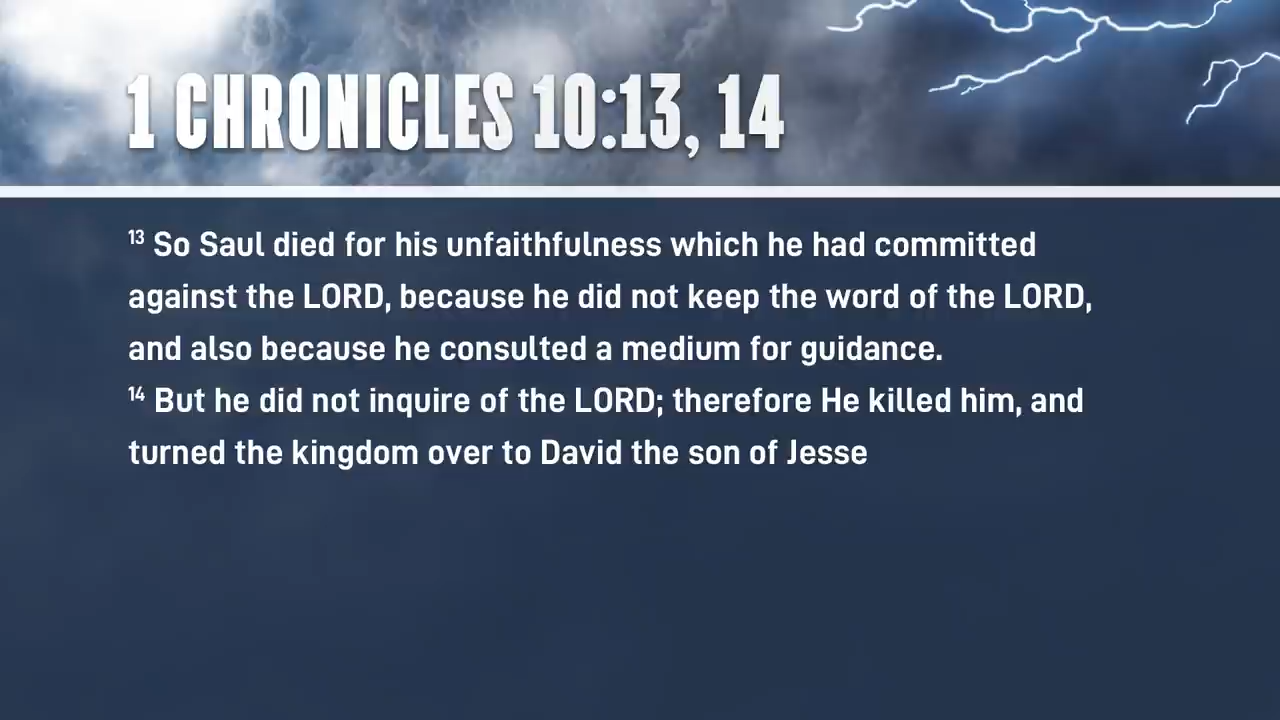 1 CHRONICLES 10:13, 14
13 So Saul died for his unfaithfulness which he had committed
against the LORD, because he did not keep the word of the LORD,
and also because he consulted a medium for guidance.
14 But he did not inquire of the LORD; therefore He killed him, and
turned the kingdom over to David the son of Jesse